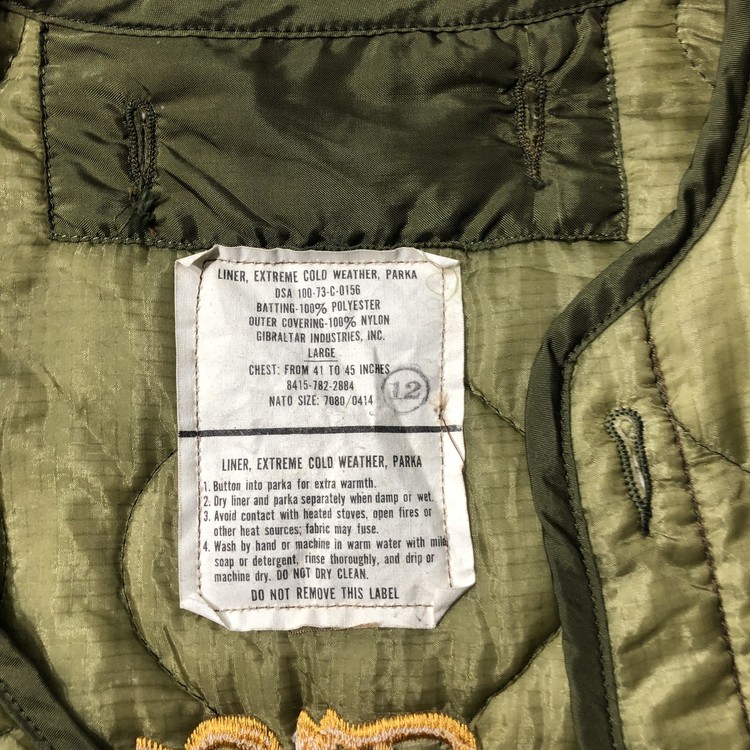 LINER, EXTREME COLD WEATHER, PARKA
DSA 100-73-C-0156
BATTING-100% POLYESTER
OUTER COVERING-100% NYLON
GIBRALTAR INDUSTRIES, INC.
LARGE
CHEST: FROM 41 TO 45 INCHES
8415-782-2884
NATO SIZE: 7080/0414
12
LINER, EXTREME COLD WEATHER, PARKA
1. Button into parka for extra warmth.
2. Dry liner and parka separately when damp or wet.
3. Avoid contact with heated stoves, open fires or
other heat sources; fabric may fuse.
4. Wash by hand or machine in warm water with mild
soap or detergent, rinse thoroughly, and drip or
machine dry. DO NOT DRY CLEAN.
DO NOT REMOVE THIS LABEL